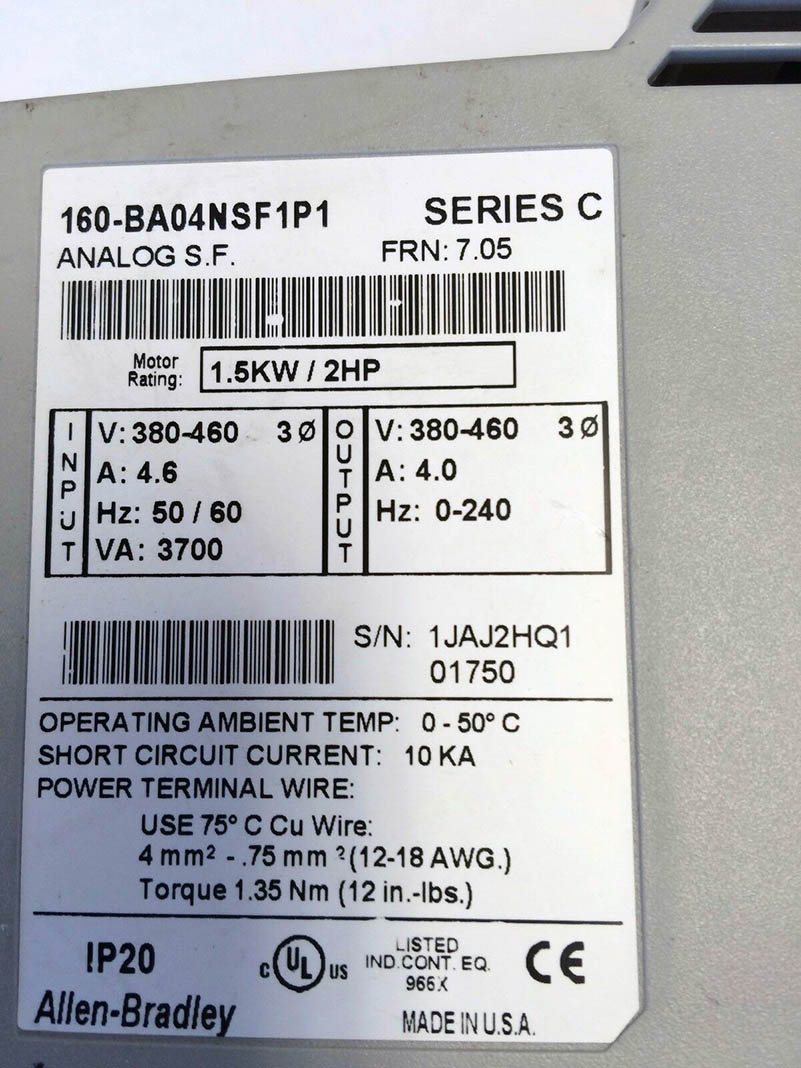 160-BA04NSF1P1 SERIES C
ANALOG S.F. FRN: 7.05
Motor Rating: 1.5KW / 2HP
INPUT
V: 380-460 3 Ø
A: 4.6
Hz: 50 / 60
VA: 3700
OUTPUT
V: 380-460 3 Ø
A: 4.0
Hz: 0-240
S/N: 1JAJ2HQ1
01750
OPERATING AMBIENT TEMP: 0 - 50° C
SHORT CIRCUIT CURRENT: 10 KA
POWER TERMINAL WIRE:
USE 75° C Cu Wire:
4 mm² - .75 mm ² (12-18 AWG.)
Torque 1.35 Nm (12 in.-lbs.)
IP20
C UL US
LISTED
IND.CONT. EQ.
966X
CE
Allen-Bradley
MADE IN U.S.A.